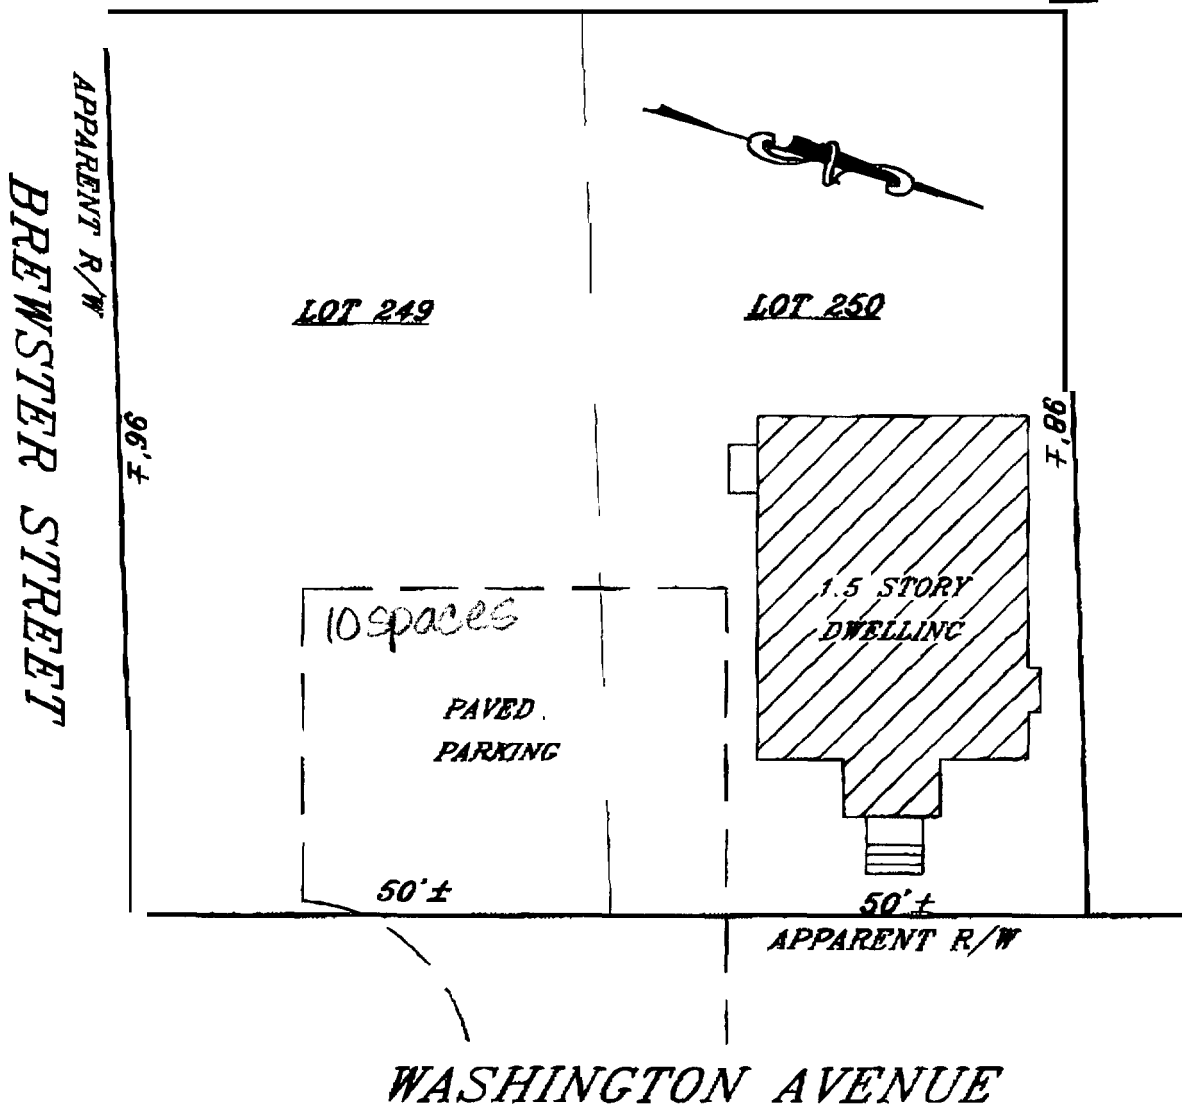 APPARENT R/W
BREWSTER STREET
96'±
LOT 249
LOT 250
98'±
1.5 STORY
DWELLING
10 spaces
PAVED
PARKING
50'±
50'±
APPARENT R/W
WASHINGTON AVENUE